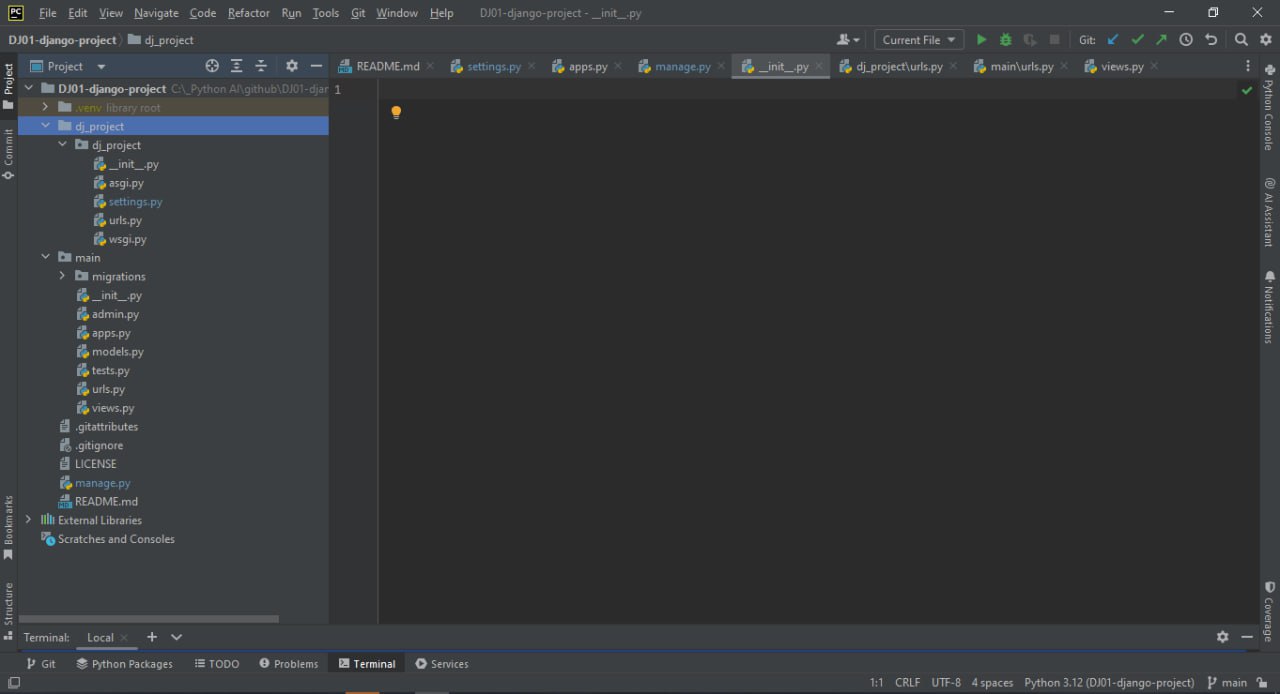 PC File Edit View Navigate Code Refactor Run Tools Git Window Help DJ01-django-project - __init__.py
DJ01-django-project dj_project Current File Git:
Project README.md settings.py apps.py manage.py __init__.py dj_project\urls.py main\urls.py views.py
DJ01-django-project C:\_Python AI\github\DJ01-djan
1
.venv library root
dj_project
dj_project
__init__.py
asgi.py
settings.py
urls.py
wsgi.py
main
migrations
__init__.py
admin.py
apps.py
models.py
tests.py
urls.py
views.py
.gitattributes
.gitignore
LICENSE
manage.py
README.md
External Libraries
Scratches and Consoles
Project
Commit
Bookmarks
Structure
Python Console
AI Assistant
Notifications
Coverage
Terminal: Local
Git Python Packages TODO Problems Terminal Services
1:1 CRLF UTF-8 4 spaces Python 3.12 (DJ01-django-project) main